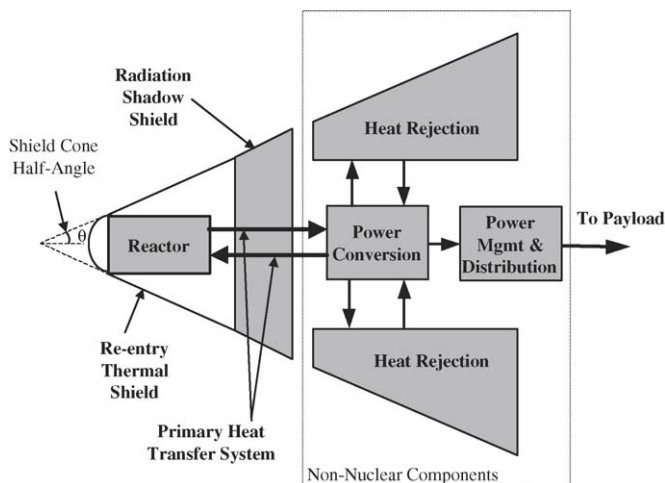 Radiation
Shadow
Shield
Shield Cone
Half-Angle
θ
Reactor
Re-entry
Thermal
Shield
Primary Heat
Transfer System
Heat Rejection
Power
Conversion
Power
Mgmt &
Distribution
To Payload
Heat Rejection
Non-Nuclear Components